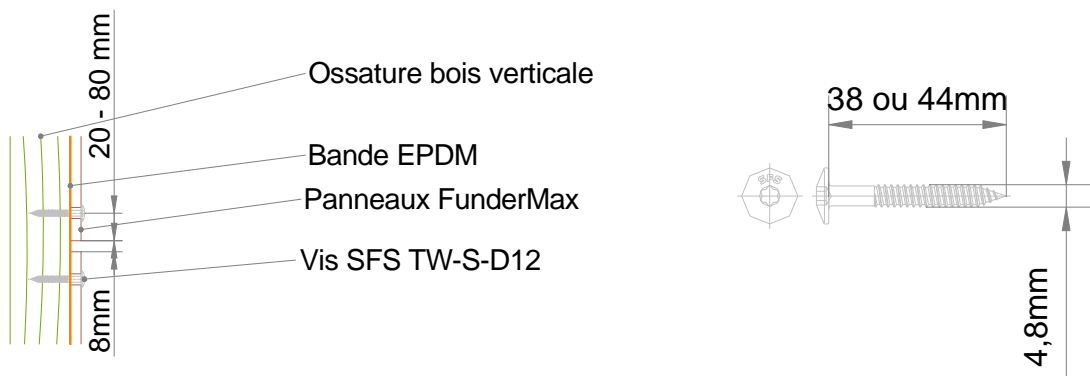 20 - 80 mm
Ossature bois verticale
Bande EPDM
Panneaux FunderMax
Vis SFS TW-S-D12
8mm
38 ou 44mm
SFS
4,8mm